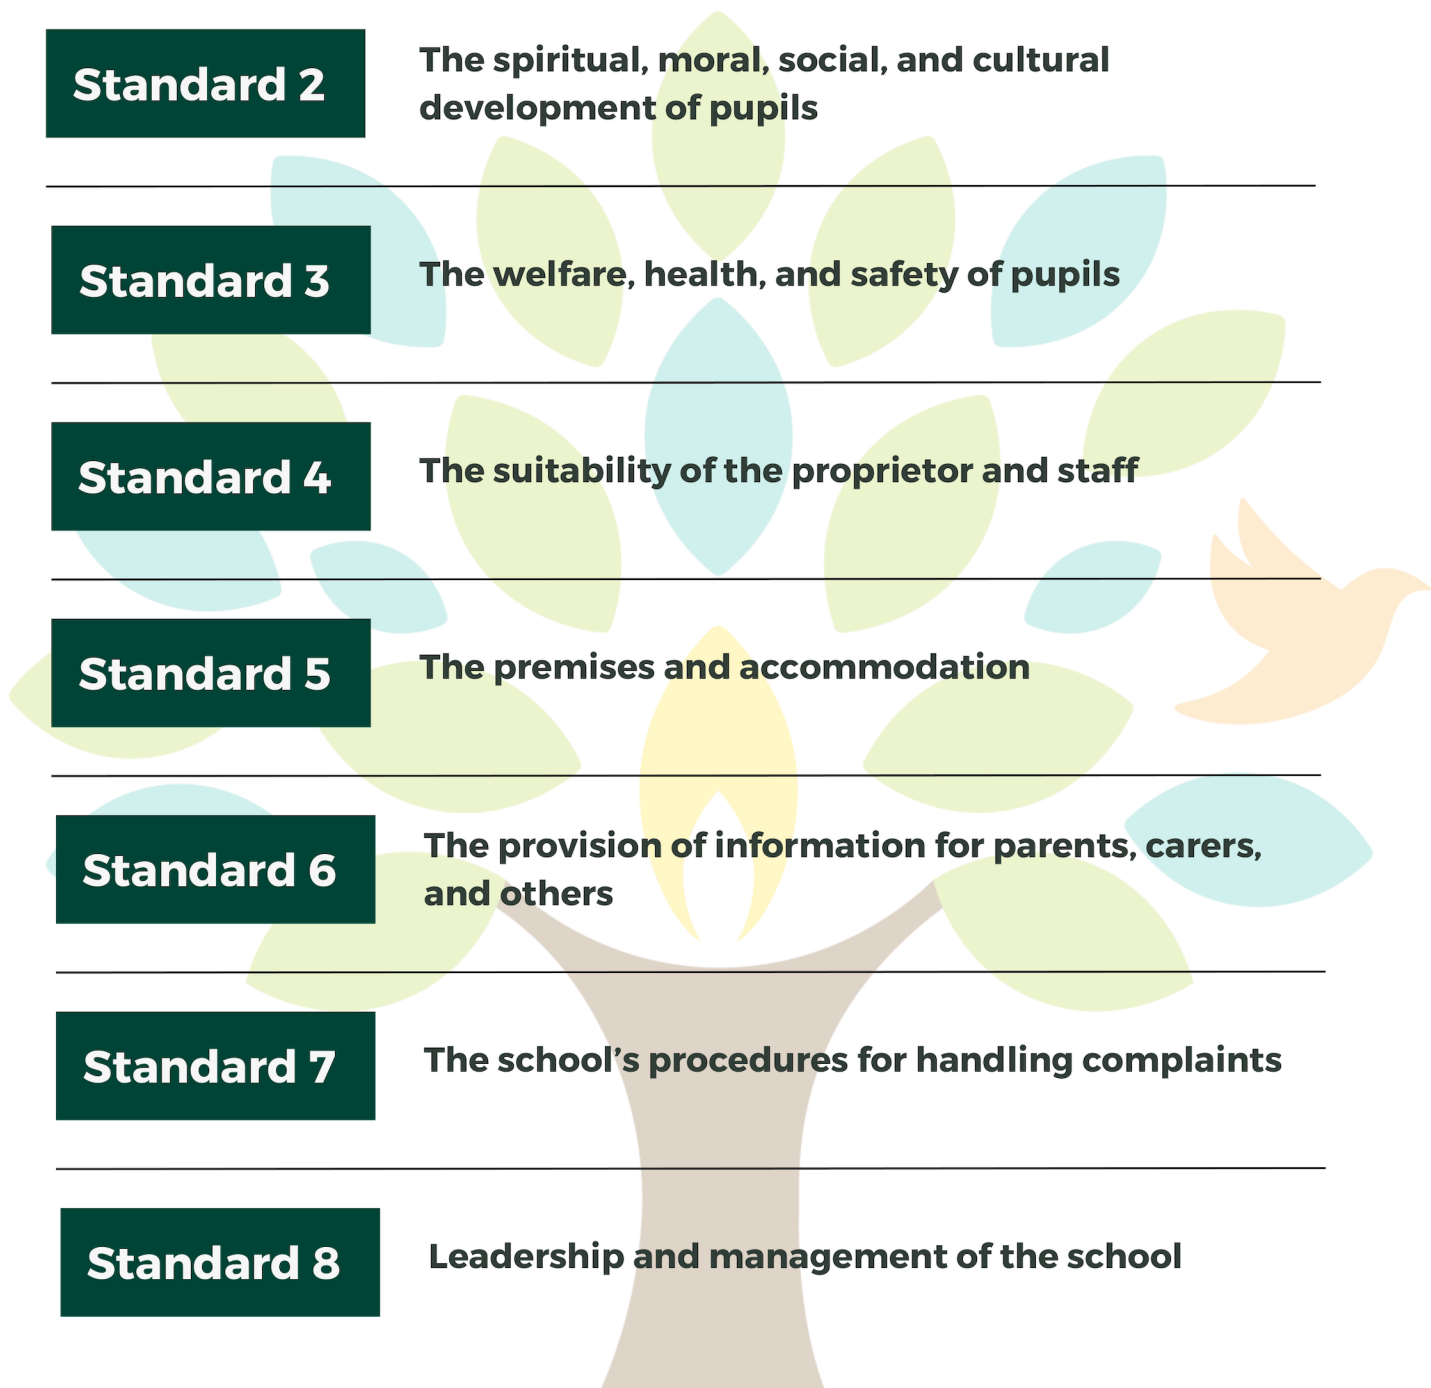 Standard 2
The spiritual, moral, social, and cultural
development of pupils
Standard 3
The welfare, health, and safety of pupils
Standard 4
The suitability of the proprietor and staff
Standard 5
The premises and accommodation
Standard 6
The provision of information for parents, carers,
and others
Standard 7
The school’s procedures for handling complaints
Standard 8
Leadership and management of the school